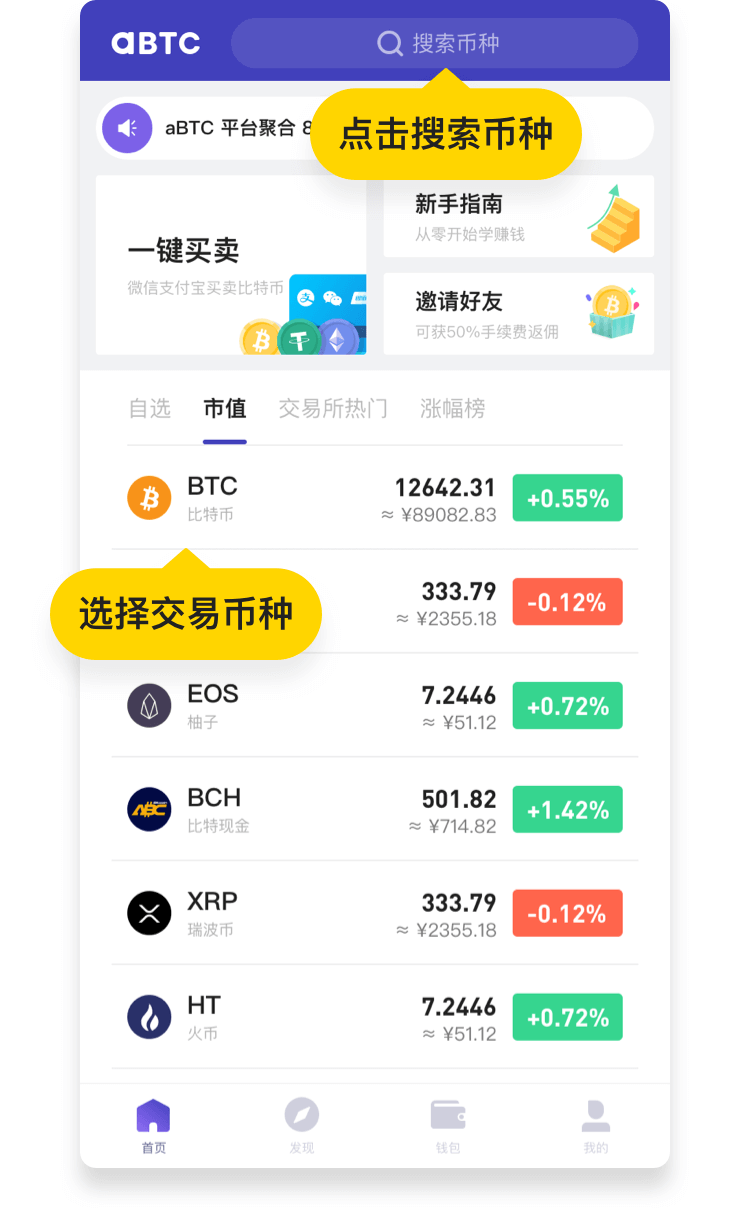 aBTC
搜索币种
点击搜索币种
aBTC 平台聚合 8
一键买卖
微信支付宝买卖比特币
新手指南
从零开始学赚钱
邀请好友
可获50%手续费返佣
自选 市值 交易所热门 涨幅榜
BTC 12642.31 +0.55%
比特币 ≈ ¥89082.83
选择交易币种
333.79 -0.12%
≈ ¥2355.18
EOS 7.2446 +0.72%
柚子 ≈ ¥51.12
BCH 501.82 +1.42%
比特现金 ≈ ¥714.82
XRP 333.79 -0.12%
瑞波币 ≈ ¥2355.18
HT 7.2446 +0.72%
火币 ≈ ¥51.12
首页 发现 钱包 我的